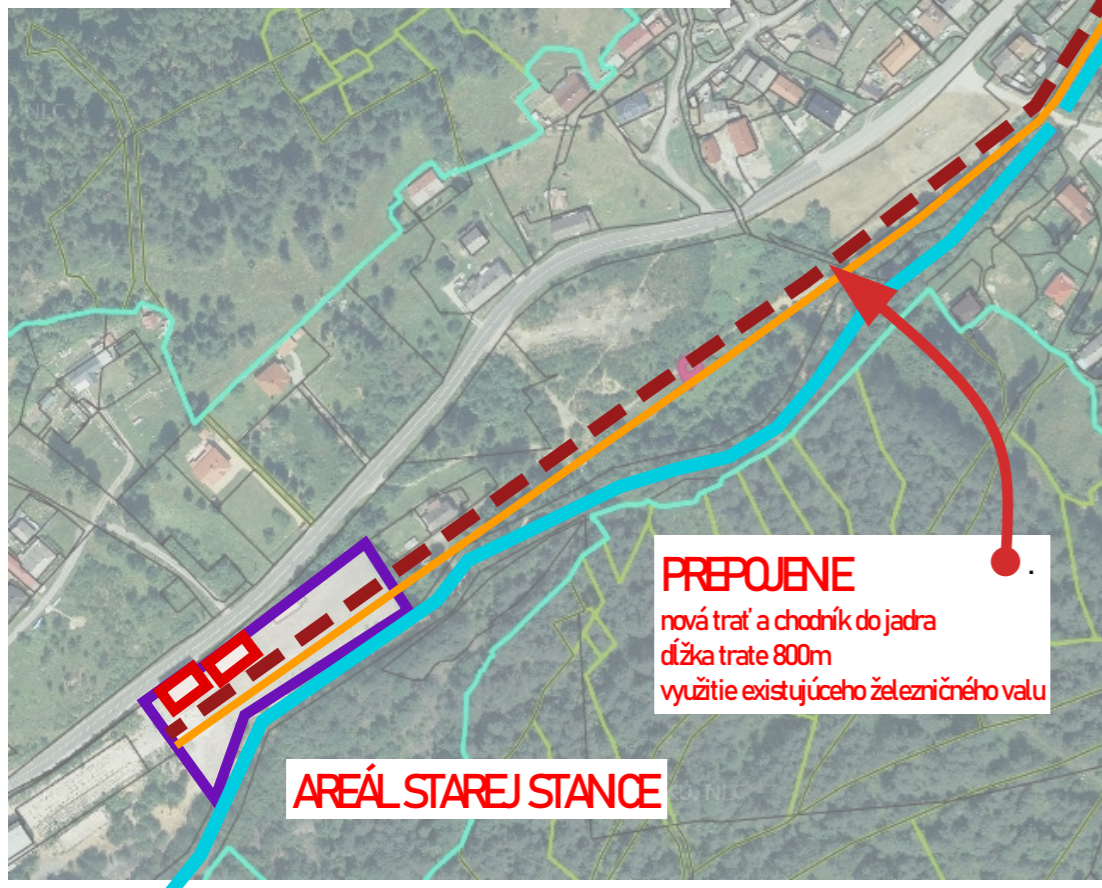 PREPOJENIE
nová trať a chodník do jadra
dĺžka trate 800m
využitie existujúceho železničného valu
AREÁL STAREJ STANICE